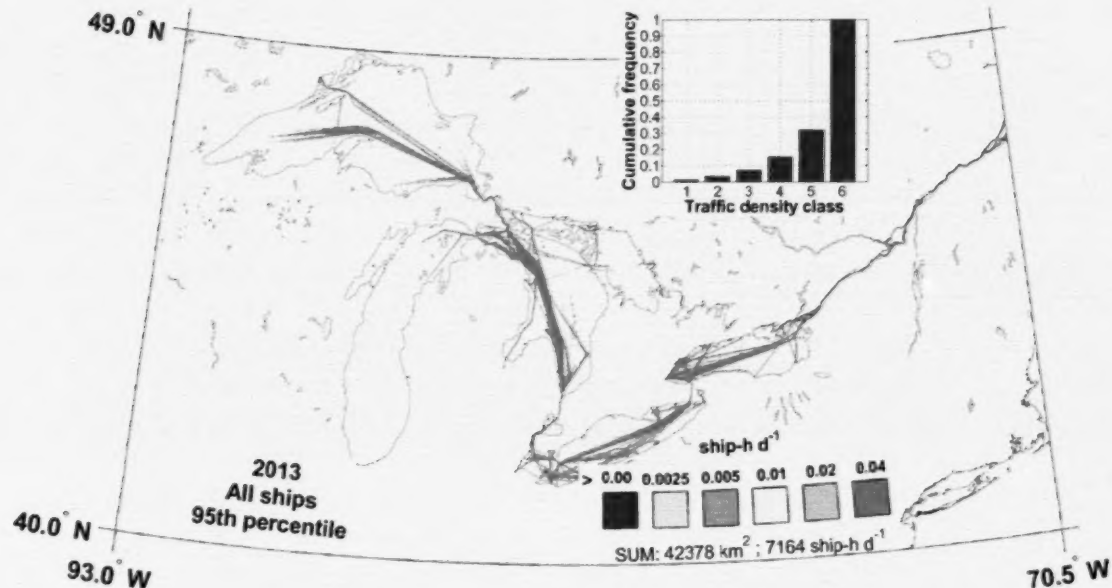 49.0° N
Cumulative frequency
1
0.9
0.8
0.7
0.6
0.5
0.4
0.3
0.2
0.1
0
1 2 3 4 5 6
Traffic density class
2013
All ships
95th percentile
ship-h d⁻¹
> 0.00 0.0025 0.005 0.01 0.02 0.04
SUM: 42378 km² ; 7164 ship-h d⁻¹
40.0° N
93.0° W
70.5° W